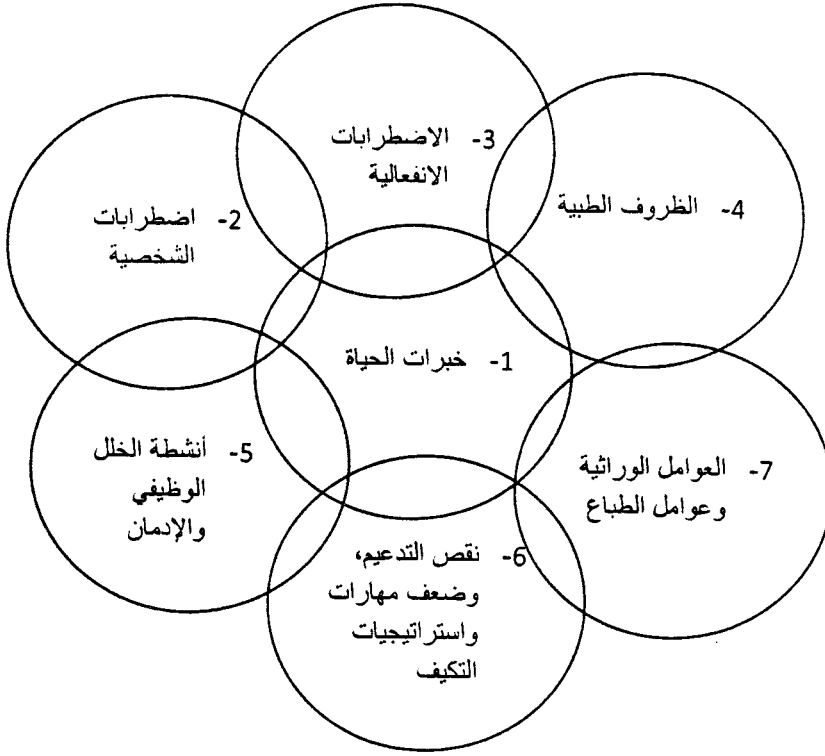 3- الاضطرابات
الانفعالية
4- الظروف الطبية
2- اضطرابات
الشخصية
1- خبرات الحياة
5- أنشطة الخلل
الوظيفي
والإدمان
7- العوامل الوراثية
وعوامل الطباع
6- نقص التدعيم،
وضعف مهارات
واستراتيجيات
التكيف